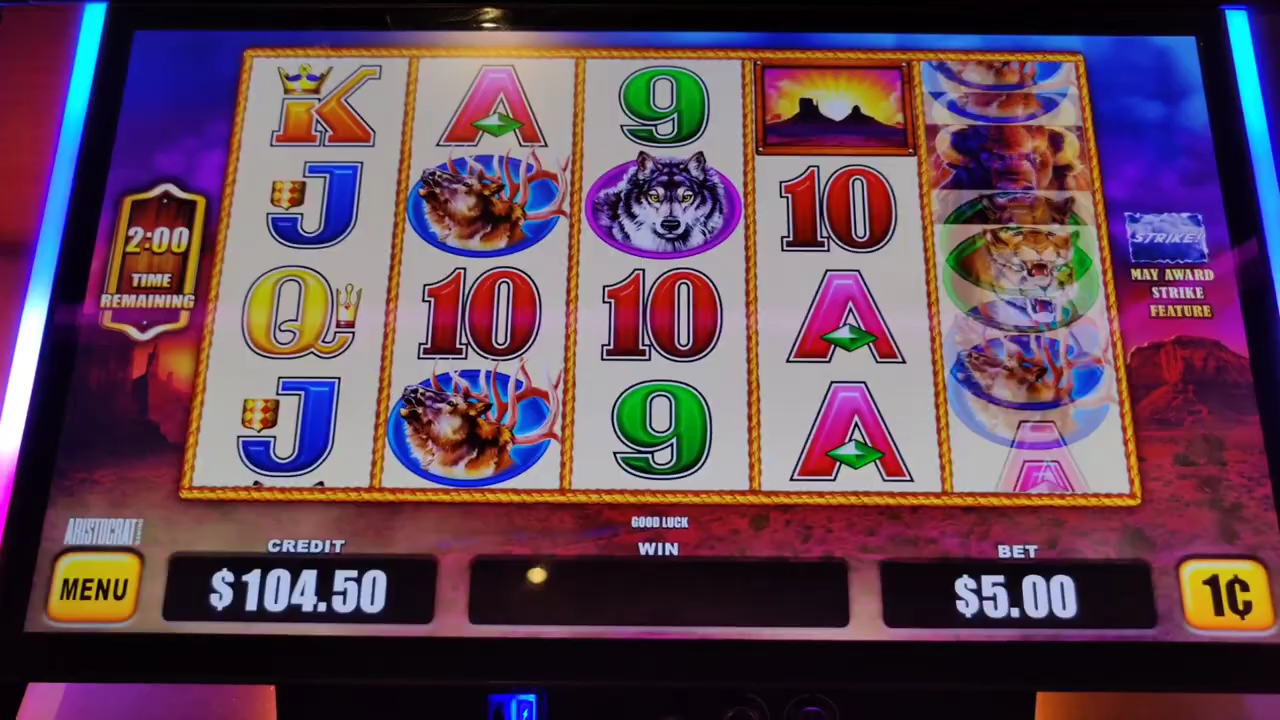 K A 9
J 10
Q 10 10 A
J 9 A
A
2:00
TIME
REMAINING
STRIKE!
MAY AWARD
STRIKE
FEATURE
ARISTOCRAT
GOOD LUCK
CREDIT WIN BET
MENU $104.50 $5.00 1¢